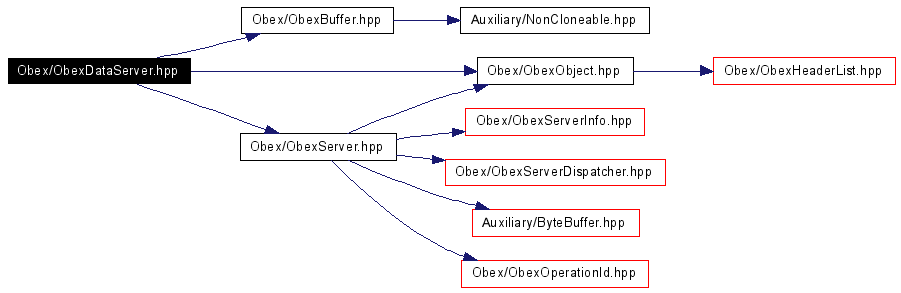 Obex/ObexBuffer.hpp
Auxiliary/NonCloneable.hpp
Obex/ObexDataServer.hpp
Obex/ObexObject.hpp
Obex/ObexHeaderList.hpp
Obex/ObexServerInfo.hpp
Obex/ObexServer.hpp
Obex/ObexServerDispatcher.hpp
Auxiliary/ByteBuffer.hpp
Obex/ObexOperationId.hpp